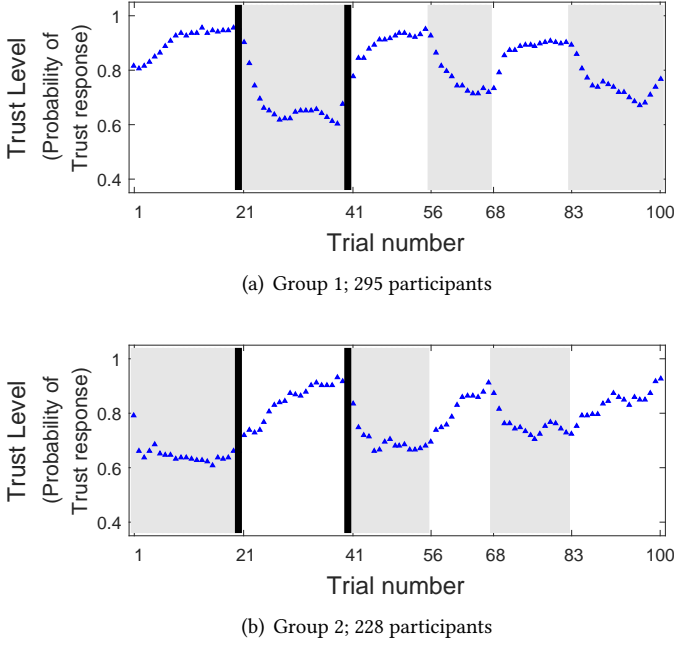 1
0.8
0.6
0.4
Trust Level
(Probability of
Trust response)
1 21 41 56 68 83 100
Trial number
(a) Group 1; 295 participants
1
0.8
0.6
0.4
Trust Level
(Probability of
Trust response)
1 21 41 56 68 83 100
Trial number
(b) Group 2; 228 participants